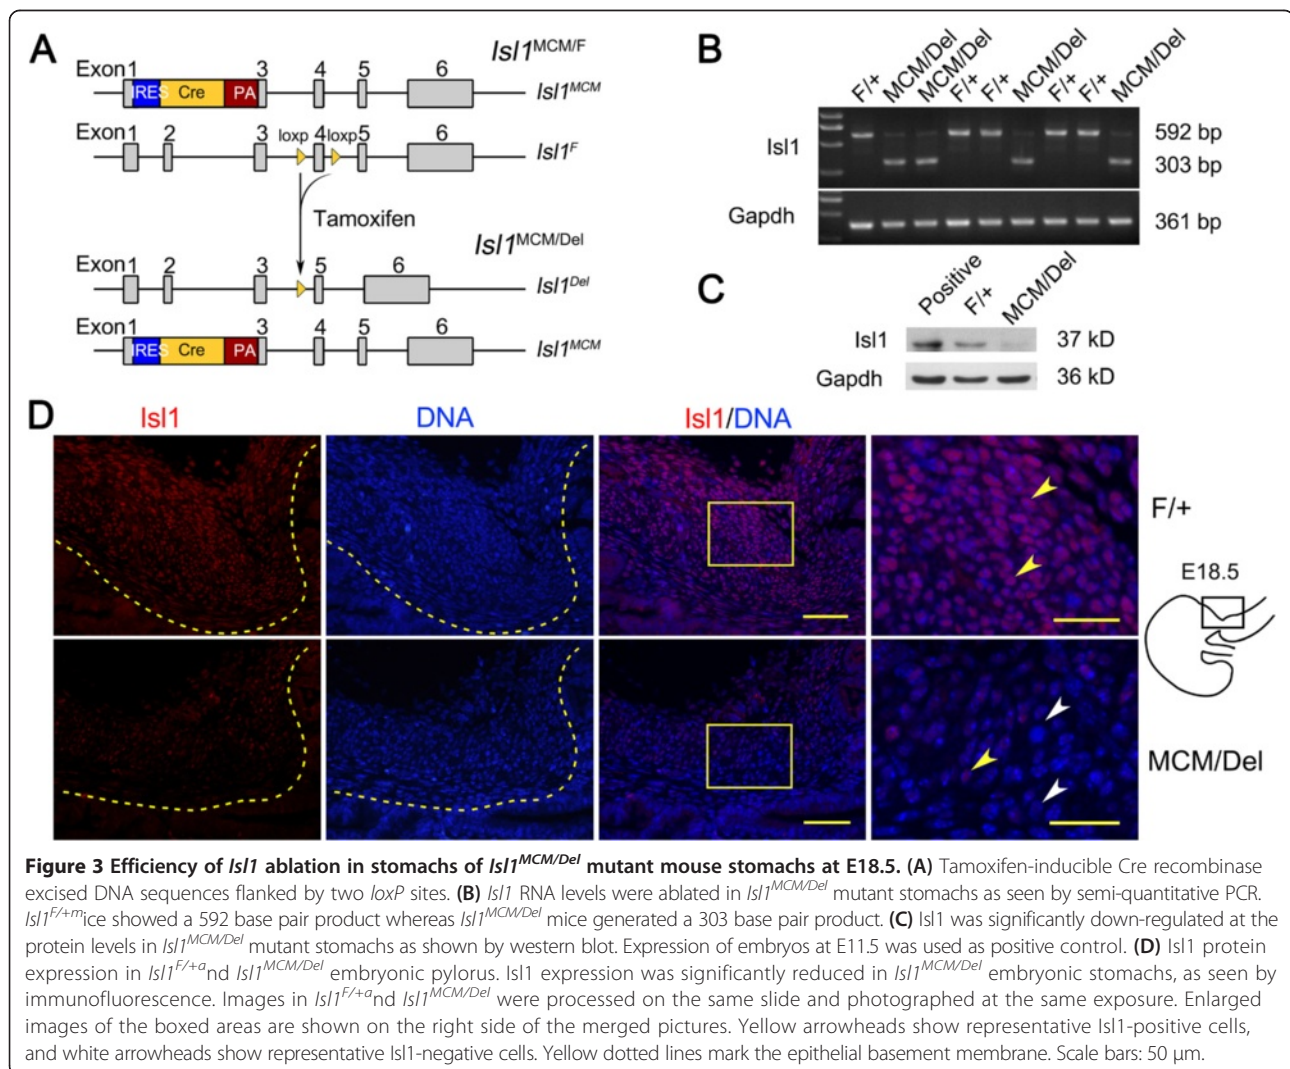 A
Isl1MCM/F
Exon1 3 4 5 6
IRES Cre PA
Isl1MCM
loxp loxp
Exon1 2 3 4 5 6
Isl1F
Tamoxifen
Isl1MCM/Del
Exon1 2 3 5 6
Isl1Del
Exon1 3 4 5 6
IRES Cre PA
Isl1MCM
B
F/+ MCM/Del MCM/Del F/+ F/+ MCM/Del F/+ F/+ MCM/Del
Isl1
592 bp
303 bp
Gapdh
361 bp
C
Positive F/+ MCM/Del
Isl1 37 kD
Gapdh 36 kD
D
Isl1 DNA Isl1/DNA
F/+
E18.5
MCM/Del
Figure 3 Efficiency of Isl1 ablation in stomachs of Isl1MCM/Del mutant mouse stomachs at E18.5. (A) Tamoxifen-inducible Cre recombinase
excised DNA sequences flanked by two loxP sites. (B) Isl1 RNA levels were ablated in Isl1MCM/Del mutant stomachs as seen by semi-quantitative PCR.
Isl1F/+mice showed a 592 base pair product whereas Isl1MCM/Del mice generated a 303 base pair product. (C) Isl1 was significantly down-regulated at the
protein levels in Isl1MCM/Del mutant stomachs as shown by western blot. Expression of embryos at E11.5 was used as positive control. (D) Isl1 protein
expression in Isl1F/+and Isl1MCM/Del embryonic pylorus. Isl1 expression was significantly reduced in Isl1MCM/Del embryonic stomachs, as seen by
immunofluorescence. Images in Isl1F/+and Isl1MCM/Del were processed on the same slide and photographed at the same exposure. Enlarged
images of the boxed areas are shown on the right side of the merged pictures. Yellow arrowheads show representative Isl1-positive cells,
and white arrowheads show representative Isl1-negative cells. Yellow dotted lines mark the epithelial basement membrane. Scale bars: 50 μm.